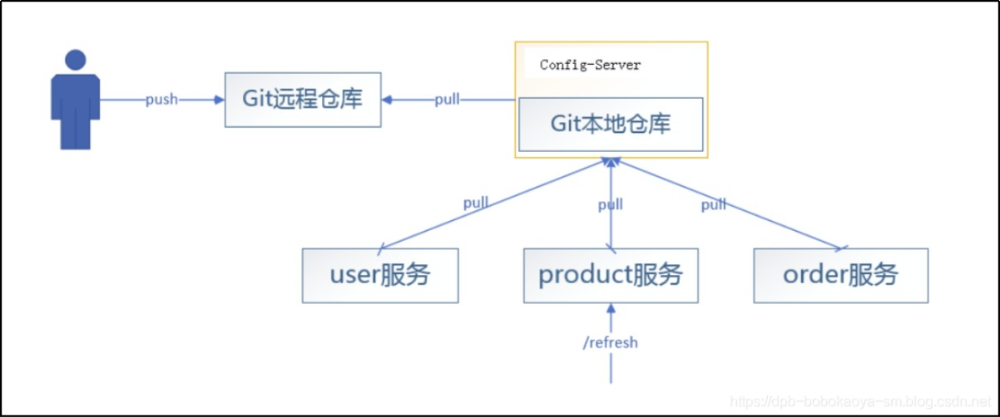 Config-Server
push
Git远程仓库
pull
Git本地仓库
pull
pull
pull
user服务
product服务
order服务
/refresh
https://dpb-bobokaoya-sm.blog.csdn.net